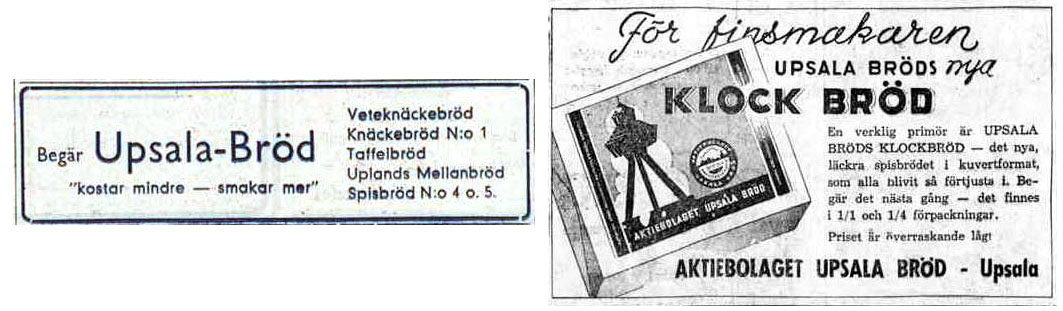 Begär Upsala-Bröd
"kostar mindre — smakar mer"
Veteknäckebröd
Knäckebröd N:o 1
Taffelbröd
Uplands Mellanbröd
Spisbröd N:o 4 o. 5.
För finsmakaren
UPSALA BRÖDS nya
KLOCK BRÖD
AKTIEBOLAGET UPSALA BRÖD
En verklig primör är UPSALA
BRÖDS KLOCKBRÖD — det nya,
läckra spisbrödet i kuvertformat,
som alla blivit så förtjusta i. Be-
gär det nästa gång — det finnes
i 1/1 och 1/4 förpackningar.
Priset är överraskande lågt
AKTIEBOLAGET UPSALA BRÖD - Upsala